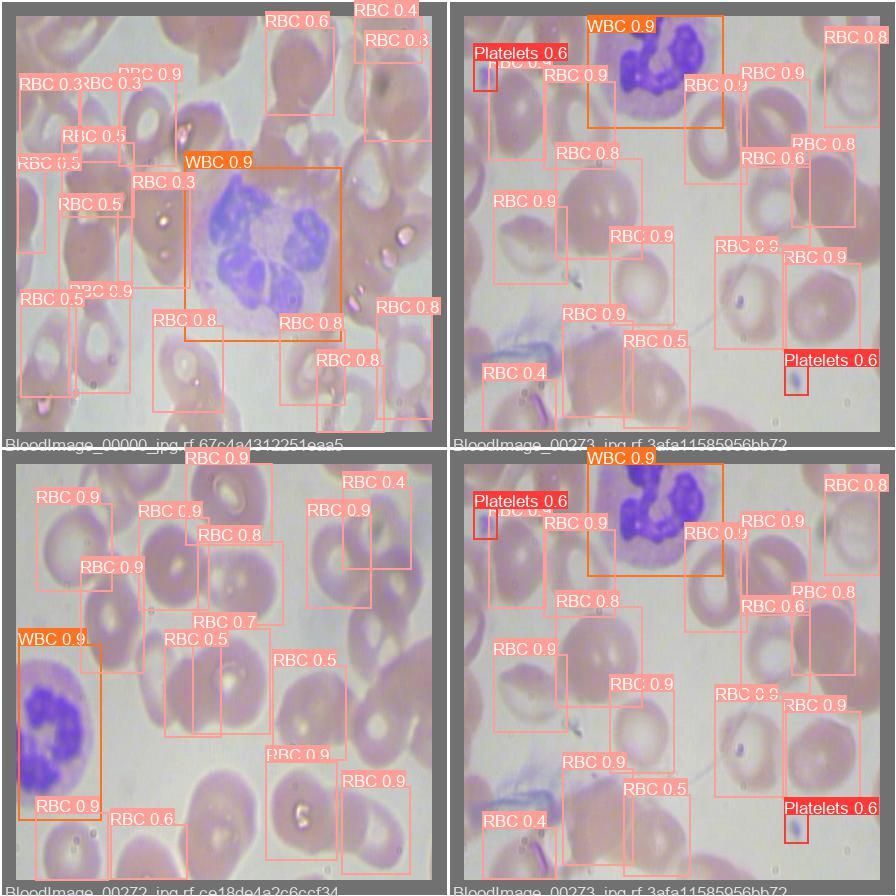 RBC 0.4
RBC 0.6
RBC 0.8
RBC 0.9
RBC 0.3
RBC 0.3
RBC 0.5
WBC 0.9
RBC 0.5
RBC 0.3
RBC 0.5
RBC 0.9
RBC 0.5
RBC 0.8
RBC 0.8
RBC 0.8
RBC 0.8
BloodImage_00000_jpg.rf.67c4a4312251eaa5
WBC 0.9
RBC 0.8
Platelets 0.6
RBC 0.9
RBC 0.9
RBC 0.9
RBC 0.9
RBC 0.8
RBC 0.8
RBC 0.6
RBC 0.9
RBC 0.9
RBC 0.9
RBC 0.9
RBC 0.9
RBC 0.5
Platelets 0.6
RBC 0.4
BloodImage_00273_jpg.rf.3afa11585956bb72
RBC 0.9
RBC 0.4
RBC 0.9
RBC 0.9
RBC 0.9
RBC 0.8
RBC 0.9
RBC 0.7
WBC 0.9
RBC 0.5
RBC 0.5
RBC 0.9
RBC 0.9
RBC 0.9
RBC 0.6
BloodImage_00272_jpg.rf.ce18de4a2c6ccf34
WBC 0.9
RBC 0.8
Platelets 0.6
RBC 0.9
RBC 0.9
RBC 0.9
RBC 0.9
RBC 0.8
RBC 0.8
RBC 0.6
RBC 0.9
RBC 0.9
RBC 0.9
RBC 0.9
RBC 0.9
RBC 0.5
Platelets 0.6
RBC 0.4
BloodImage_00273_jpg.rf.3afa11585956bb72